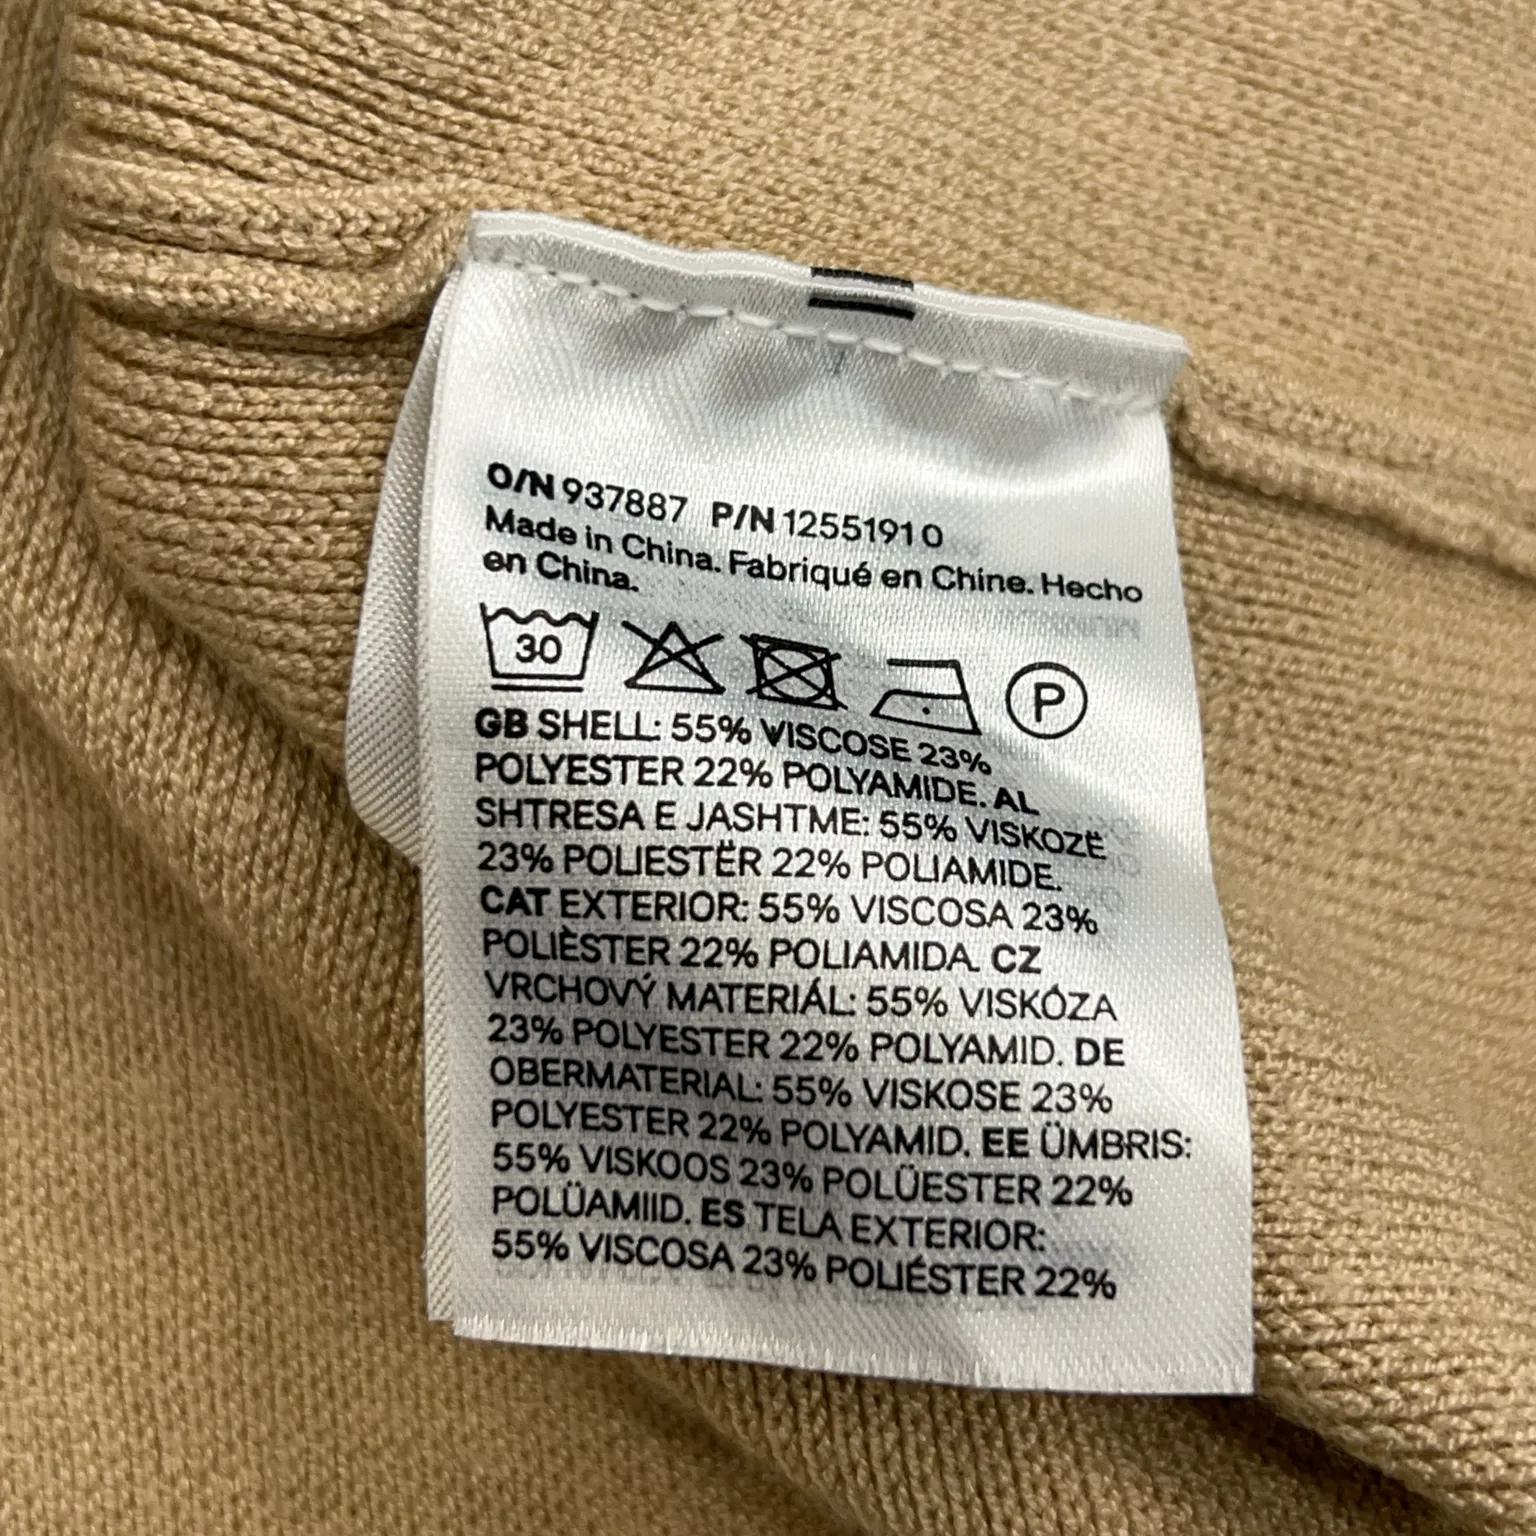 O/N 937887 P/N 1255191 0
Made in China. Fabriqué en Chine. Hecho
en China.
30 P
GB SHELL: 55% VISCOSE 23%
POLYESTER 22% POLYAMIDE. AL
SHTRESA E JASHTME: 55% VISKOZË
23% POLIESTËR 22% POLIAMIDE.
CAT EXTERIOR: 55% VISCOSA 23%
POLIÈSTER 22% POLIAMIDA. CZ
VRCHOVÝ MATERIÁL: 55% VISKÓZA
23% POLYESTER 22% POLYAMID. DE
OBERMATERIAL: 55% VISKOSE 23%
POLYESTER 22% POLYAMID. EE ÜMBRIS:
55% VISKOOS 23% POLÜESTER 22%
POLÜAMIID. ES TELA EXTERIOR:
55% VISCOSA 23% POLIÉSTER 22%